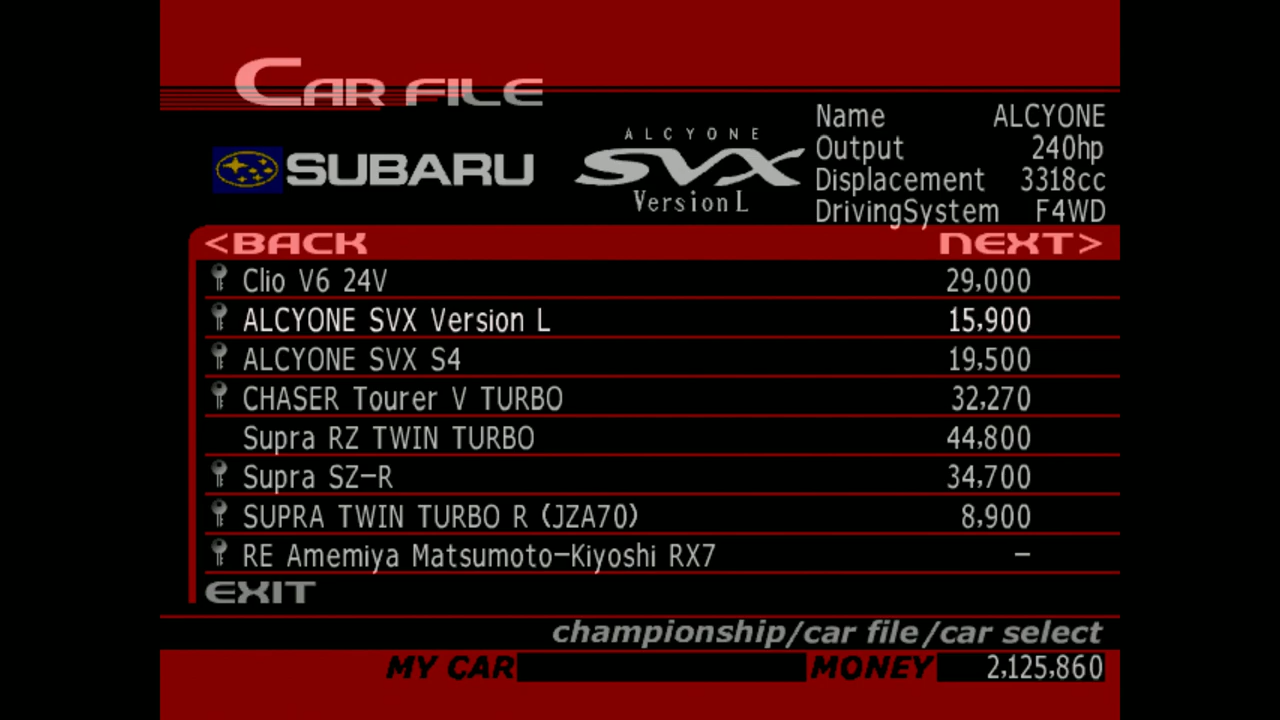 CAR FILE
SUBARU
ALCYONE
SVX
Version L
Name ALCYONE
Output 240hp
Displacement 3318cc
DrivingSystem F4WD
<BACK NEXT>
Clio V6 24V 29,000
ALCYONE SVX Version L 15,900
ALCYONE SVX S4 19,500
CHASER Tourer V TURBO 32,270
Supra RZ TWIN TURBO 44,800
Supra SZ-R 34,700
SUPRA TWIN TURBO R (JZA70) 8,900
RE Amemiya Matsumoto-Kiyoshi RX7 -
EXIT
championship/car file/car select
MY CAR MONEY 2,125,860